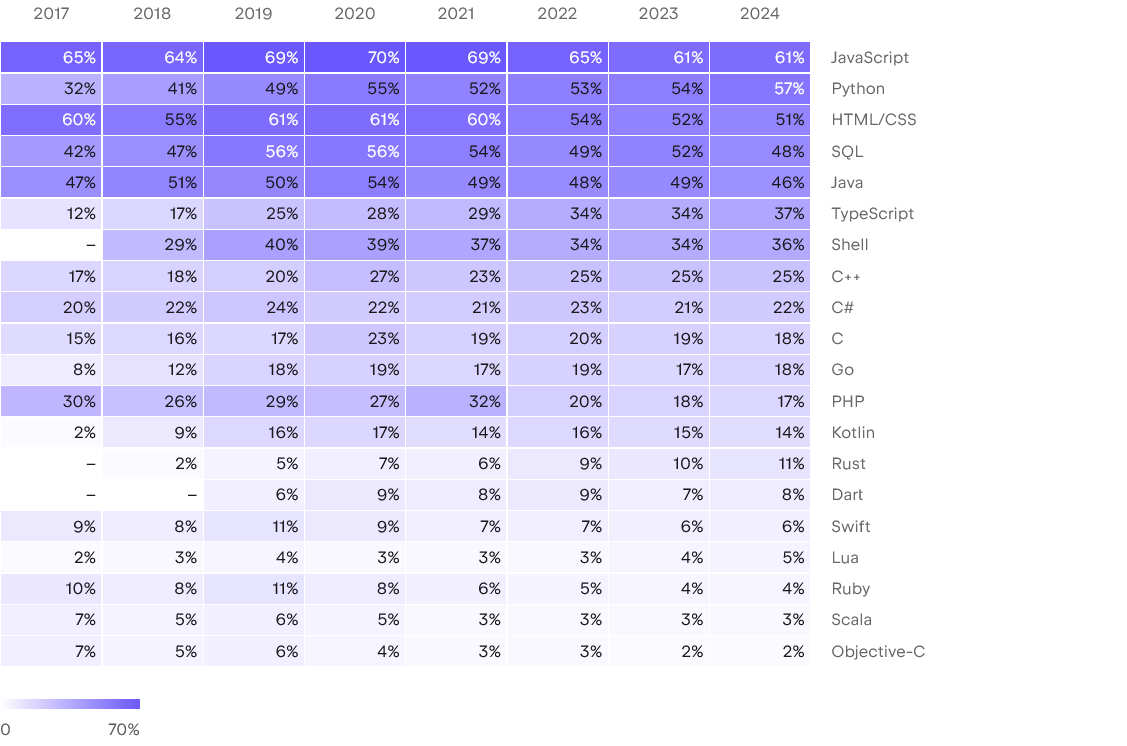 2017 2018 2019 2020 2021 2022 2023 2024
65% 64% 69% 70% 69% 65% 61% 61% JavaScript
32% 41% 49% 55% 52% 53% 54% 57% Python
60% 55% 61% 61% 60% 54% 52% 51% HTML/CSS
42% 47% 56% 56% 54% 49% 52% 48% SQL
47% 51% 50% 54% 49% 48% 49% 46% Java
12% 17% 25% 28% 29% 34% 34% 37% TypeScript
– 29% 40% 39% 37% 34% 34% 36% Shell
17% 18% 20% 27% 23% 25% 25% 25% C++
20% 22% 24% 22% 21% 23% 21% 22% C#
15% 16% 17% 23% 19% 20% 19% 18% C
8% 12% 18% 19% 17% 19% 17% 18% Go
30% 26% 29% 27% 32% 20% 18% 17% PHP
2% 9% 16% 17% 14% 16% 15% 14% Kotlin
– 2% 5% 7% 6% 9% 10% 11% Rust
– – 6% 9% 8% 9% 7% 8% Dart
9% 8% 11% 9% 7% 7% 6% 6% Swift
2% 3% 4% 3% 3% 3% 4% 5% Lua
10% 8% 11% 8% 6% 5% 4% 4% Ruby
7% 5% 6% 5% 3% 3% 3% 3% Scala
7% 5% 6% 4% 3% 3% 2% 2% Objective-C
0 70%